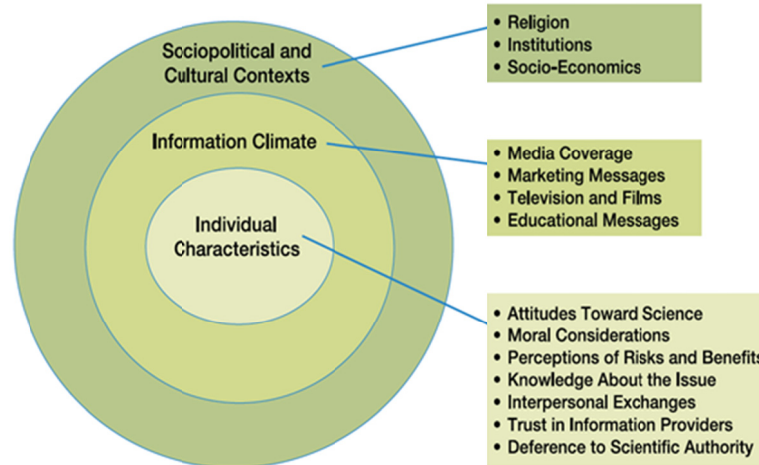 Sociopolitical and
Cultural Contexts
Information Climate
Individual
Characteristics
• Religion
• Institutions
• Socio-Economics
• Media Coverage
• Marketing Messages
• Television and Films
• Educational Messages
• Attitudes Toward Science
• Moral Considerations
• Perceptions of Risks and Benefits
• Knowledge About the Issue
• Interpersonal Exchanges
• Trust in Information Providers
• Deference to Scientific Authority